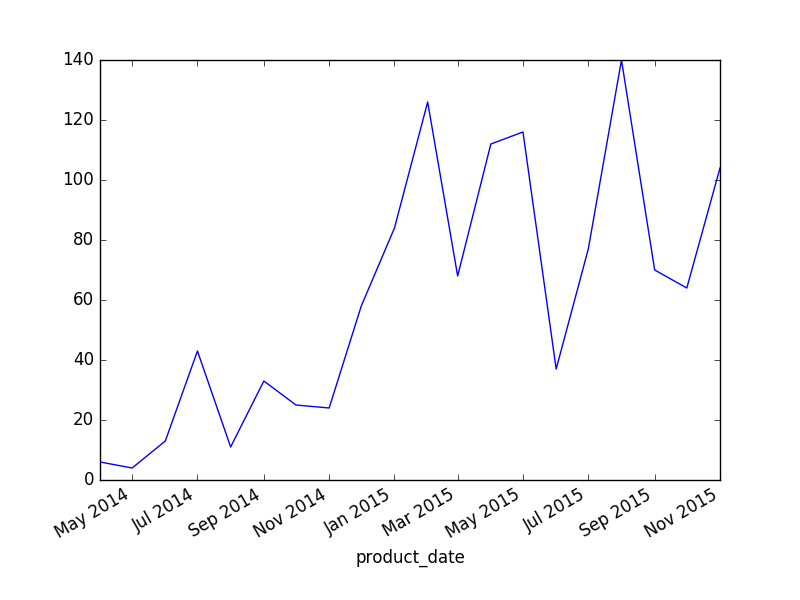 140
120
100
80
60
40
20
0
May 2014
Jul 2014
Sep 2014
Nov 2014
Jan 2015
Mar 2015
May 2015
Jul 2015
Sep 2015
Nov 2015
product_date